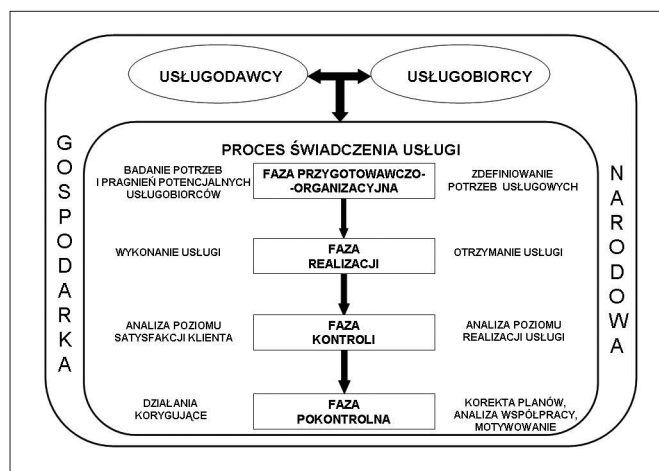 USŁUGODAWCY
USŁUGOBIORCY
GOSPODARKA
NARODOWA
PROCES ŚWIADCZENIA USŁUGI
BADANIE POTRZEB
I PRAGNIEŃ POTENCJALNYCH
USŁUGOBIORCÓW
FAZA PRZYGOTOWAWCZO-
-ORGANIZACYJNA
ZDEFINIOWANIE
POTRZEB USŁUGOWYCH
WYKONANIE USŁUGI
FAZA
REALIZACJI
OTRZYMANIE USŁUGI
ANALIZA POZIOMU
SATYSFAKCJI KLIENTA
FAZA
KONTROLI
ANALIZA POZIOMU
REALIZACJI USŁUGI
DZIAŁANIA
KORYGUJĄCE
FAZA
POKONTROLNA
KOREKTA PLANÓW,
ANALIZA WSPÓŁPRACY,
MOTYWOWANIE